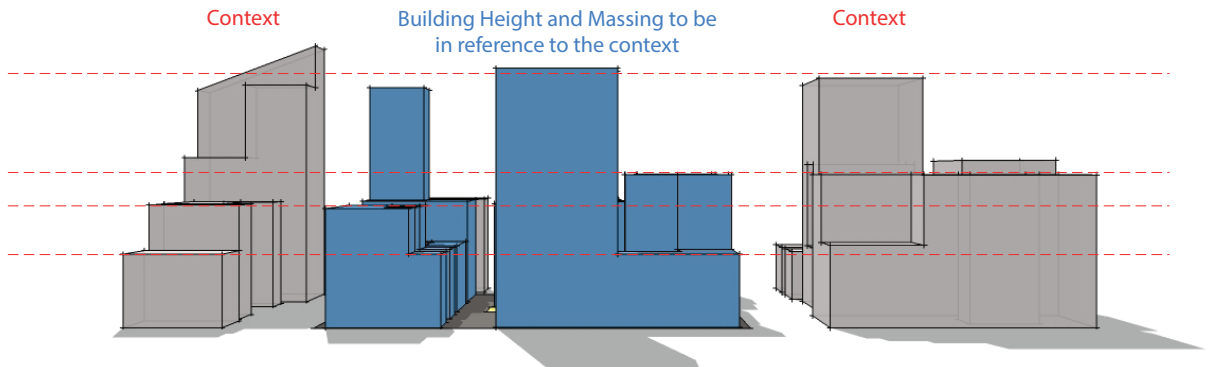 Context
Building Height and Massing to be
in reference to the context
Context